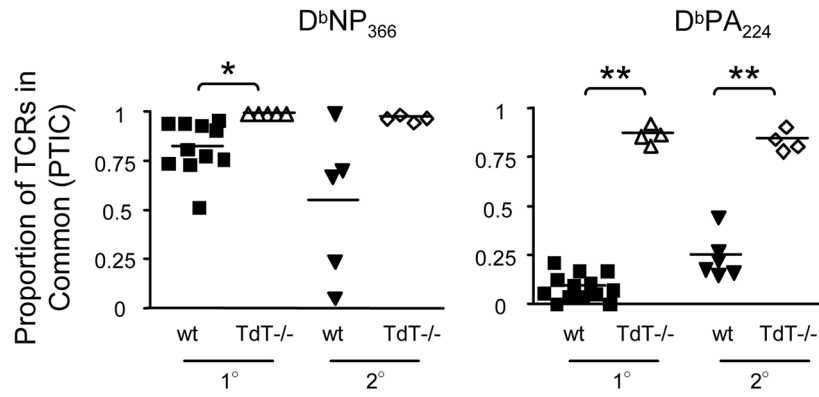 DᵇNP₃₆₆
DᵇPA₂₂₄
Proportion of TCRs in
Common (PTIC)
*
** **
1
0.75
0.5
0.25
0
1
0.75
0.5
0.25
0
wt TdT-/- wt TdT-/-
1° 2°
wt TdT-/- wt TdT-/-
1° 2°